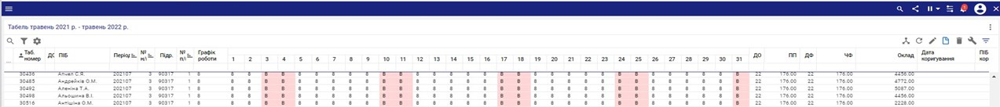 1
Табель травень 2021 р. - травень 2022 р.
Таб. номер ДС ПІБ Період № м/і Підр. № п/і Графік роботи 1 2 3 4 5 6 7 8 9 10 11 12 13 14 15 16 17 18 19 20 21 22 23 24 25 26 27 28 29 30 31 ДО ПП ДФ ЧФ Оклад Дата коригування ПІБ кор
30436 Апчел С.Я. 202107 3 90317 1 8 8 8 В В 8 8 8 8 8 В В 8 8 8 8 8 В В 8 8 8 8 8 В В 8 8 8 8 8 В 22 176.00 22 176.00 4456.00
30485 Андрейків О.М. 202107 3 90317 1 8 8 8 В В 8 8 8 8 8 В В 8 8 8 8 8 В В 8 8 8 8 8 В В 8 8 8 8 8 В 22 176.00 22 176.00 4772.00
30492 Аленіна Т.А. 202107 3 90317 1 8 8 8 В В 8 8 8 8 8 В В 8 8 8 8 8 В В 8 8 8 8 8 В В 8 8 8 8 8 В 22 176.00 22 176.00 5087.00
30498 Альошина В.І. 202107 3 90317 1 8 8 8 В В 8 8 8 8 8 В В 8 8 8 8 8 В В 8 8 8 8 8 В В 8 8 8 8 8 В 22 176.00 22 176.00 4456.00
30516 Антіщіна О.М. 202107 3 90317 1 8 8 8 В В 8 8 8 8 8 В В 8 8 8 8 8 В В 8 8 8 8 8 В В 8 8 8 8 8 В 22 176.00 22 176.00 2228.00